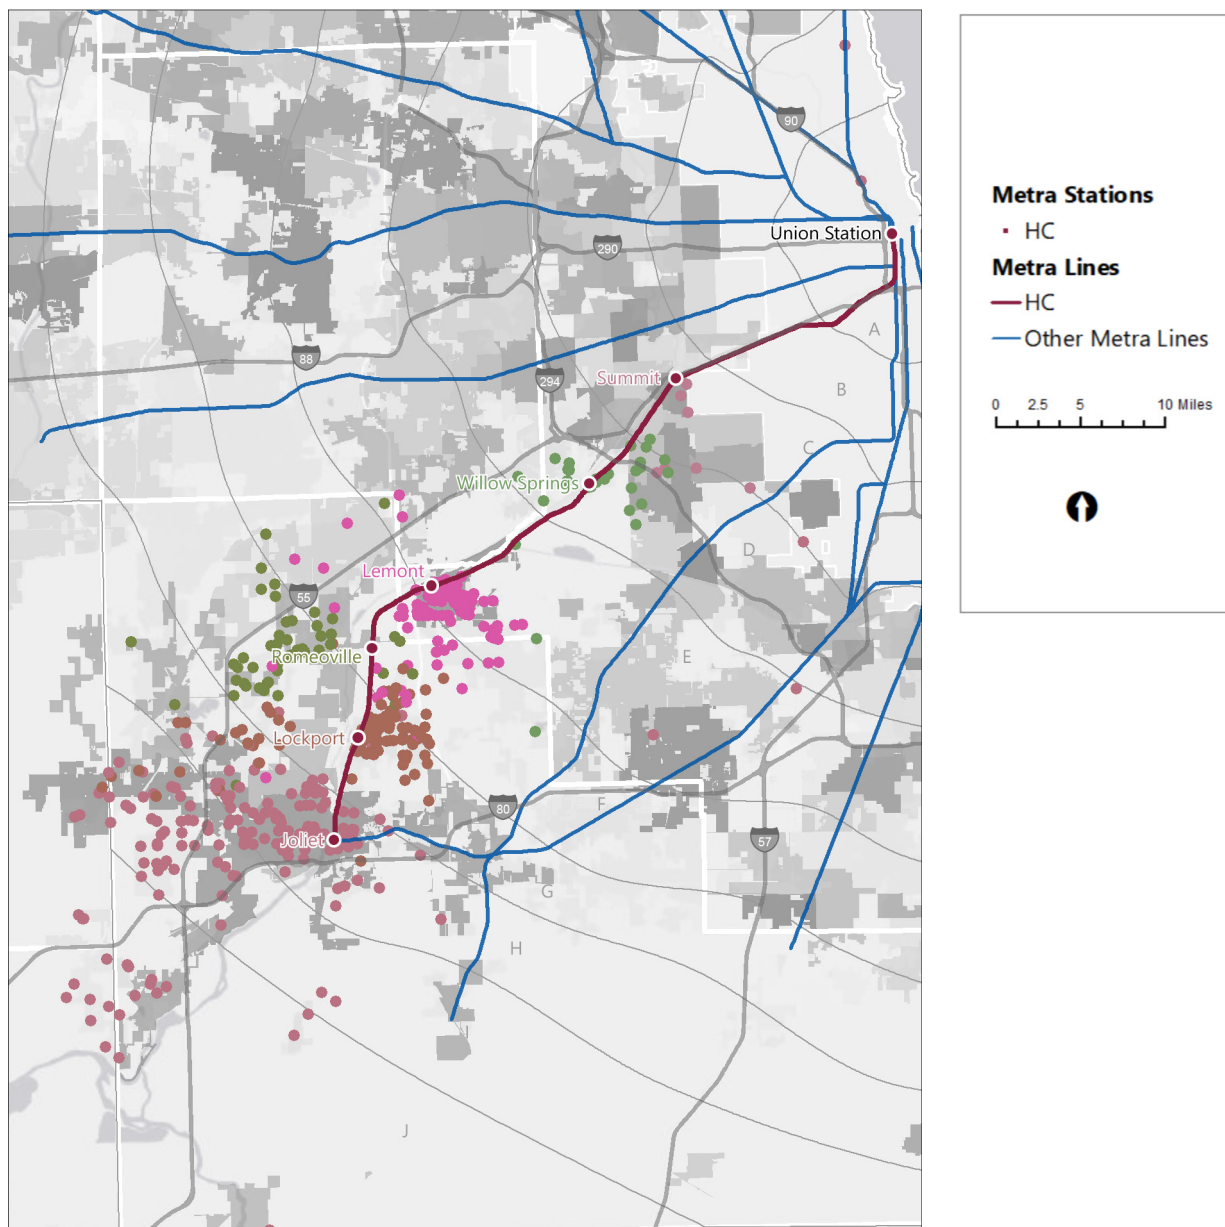 90
Union Station
290
A
88
294
Summit
B
C
Willow Springs
D
Lemont
55
Romeoville
E
Lockport
80
F
Joliet
57
G
H
I
J
Metra Stations
HC
Metra Lines
HC
Other Metra Lines
0 2.5 5 10 Miles